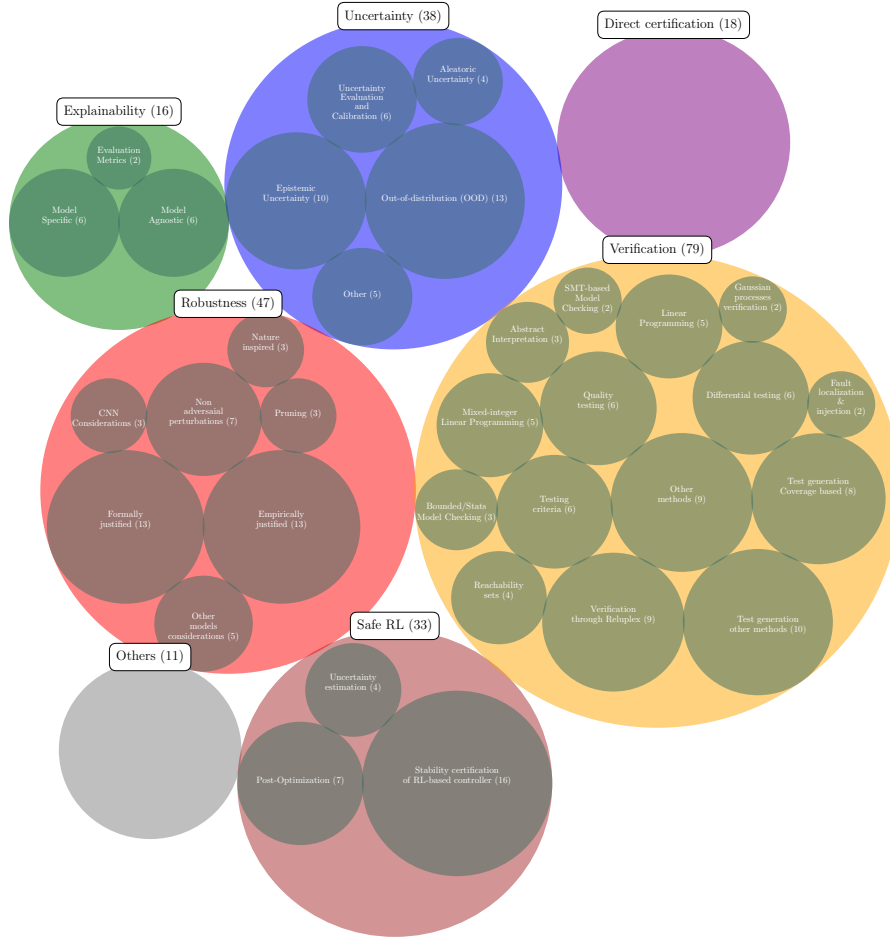 Uncertainty (38)
Direct certification (18)
Aleatoric
Uncertainty (4)
Uncertainty
Evaluation
and
Calibration (6)
Explainability (16)
Evaluation
Metrics (2)
Epistemic
Uncertainty (10)
Out-of-distribution (OOD) (13)
Model
Specific (6)
Model
Agnostic (6)
Other (5)
Verification (79)
SMT-based
Model
Checking (2)
Gaussian
processes
verification (2)
Linear
Programming (5)
Abstract
Interpretation (3)
Robustness (47)
Nature
inspired (3)
Fault
localization
&
injection (2)
Differential testing (6)
Quality
testing (6)
Mixed-integer
Linear Programming (5)
Non
adversaial
perturbations (7)
CNN
Considerations (3)
Pruning (3)
Test generation
Coverage based (8)
Other
methods (9)
Testing
criteria (6)
Bounded/Stats
Model Checking (3)
Formally
justified (13)
Empirically
justified (13)
Reachability
sets (4)
Verification
through Reluplex (9)
Test generation
other methods (10)
Other
models
considerations (5)
Safe RL (33)
Others (11)
Uncertainty
estimation (4)
Post-Optimization (7)
Stability certification
of RL-based controller (16)